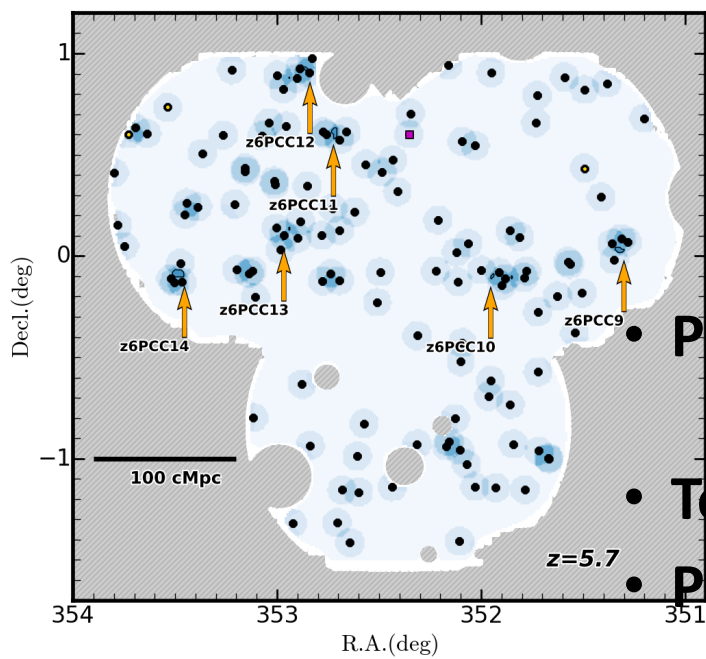 1
z6PCC12
z6PCC11
0
z6PCC13
z6PCC9
z6PCC14
z6PCC10
P
−1
100 cMpc
T
z=5.7
P
354
353
352
351
R.A.(deg)
Decl.(deg)